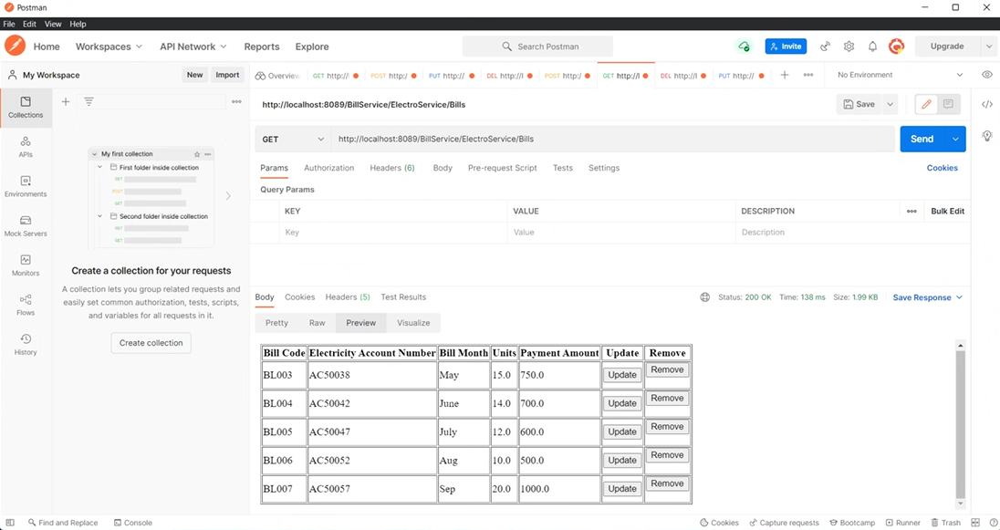 Postman
File Edit View Help
Home Workspaces API Network Reports Explore Search Postman Invite Upgrade
My Workspace New Import Overview GET http://l POST http:/ PUT http:// DEL http://l POST http:/ GET http://l DEL http://l PUT http:// No Environment
Collections
http://localhost:8089/BillService/ElectroService/Bills Save
GET http://localhost:8089/BillService/ElectroService/Bills Send
APIs
My first collection
First folder inside collection
GET
POST
GET
Second folder inside collection
GET
GET
Params Authorization Headers (6) Body Pre-request Script Tests Settings Cookies
Environments
Query Params
KEY VALUE DESCRIPTION Bulk Edit
Key Value Description
Mock Servers
Monitors
Flows
History
Create a collection for your requests
A collection lets you group related requests and
easily set common authorization, tests, scripts,
and variables for all requests in it.
Create collection
Body Cookies Headers (5) Test Results Status: 200 OK Time: 138 ms Size: 1.99 KB Save Response
Pretty Raw Preview Visualize
Bill Code Electricity Account Number Bill Month Units Payment Amount Update Remove
BL003 AC50038 May 15.0 750.0 Update Remove
BL004 AC50042 June 14.0 700.0 Update Remove
BL005 AC50047 July 12.0 600.0 Update Remove
BL006 AC50052 Aug 10.0 500.0 Update Remove
BL007 AC50057 Sep 20.0 1000.0 Update Remove
Find and Replace Console Cookies Capture requests Bootcamp Runner Trash